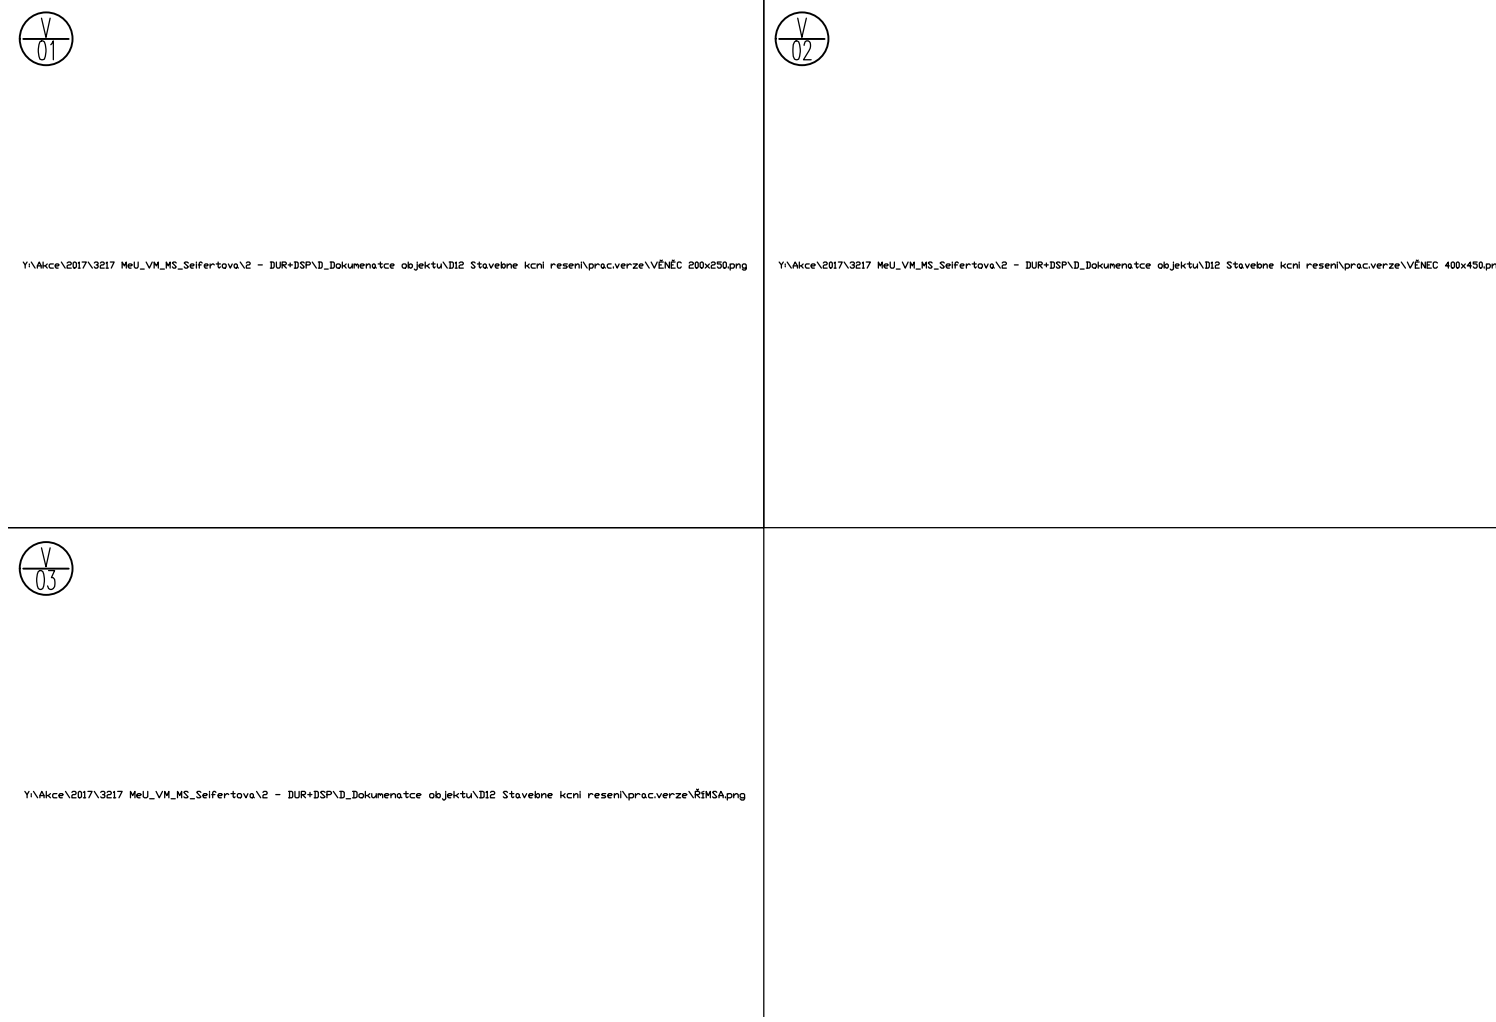 V
01
V
02
Y:\Akce\2017\3217 MeU_VM_MS_Seifertova\2 - DUR+DSP\D_Dokumenatce objektu\D12 Stavebne kcni reseni\prac.verze\VĚNĚC 200x250.png
Y:\Akce\2017\3217 MeU_VM_MS_Seifertova\2 - DUR+DSP\D_Dokumenatce objektu\D12 Stavebne kcni reseni\prac.verze\VĚNEC 400x450.pn
V
03
Y:\Akce\2017\3217 MeU_VM_MS_Seifertova\2 - DUR+DSP\D_Dokumenatce objektu\D12 Stavebne kcni reseni\prac.verze\ŘÍMSA.png